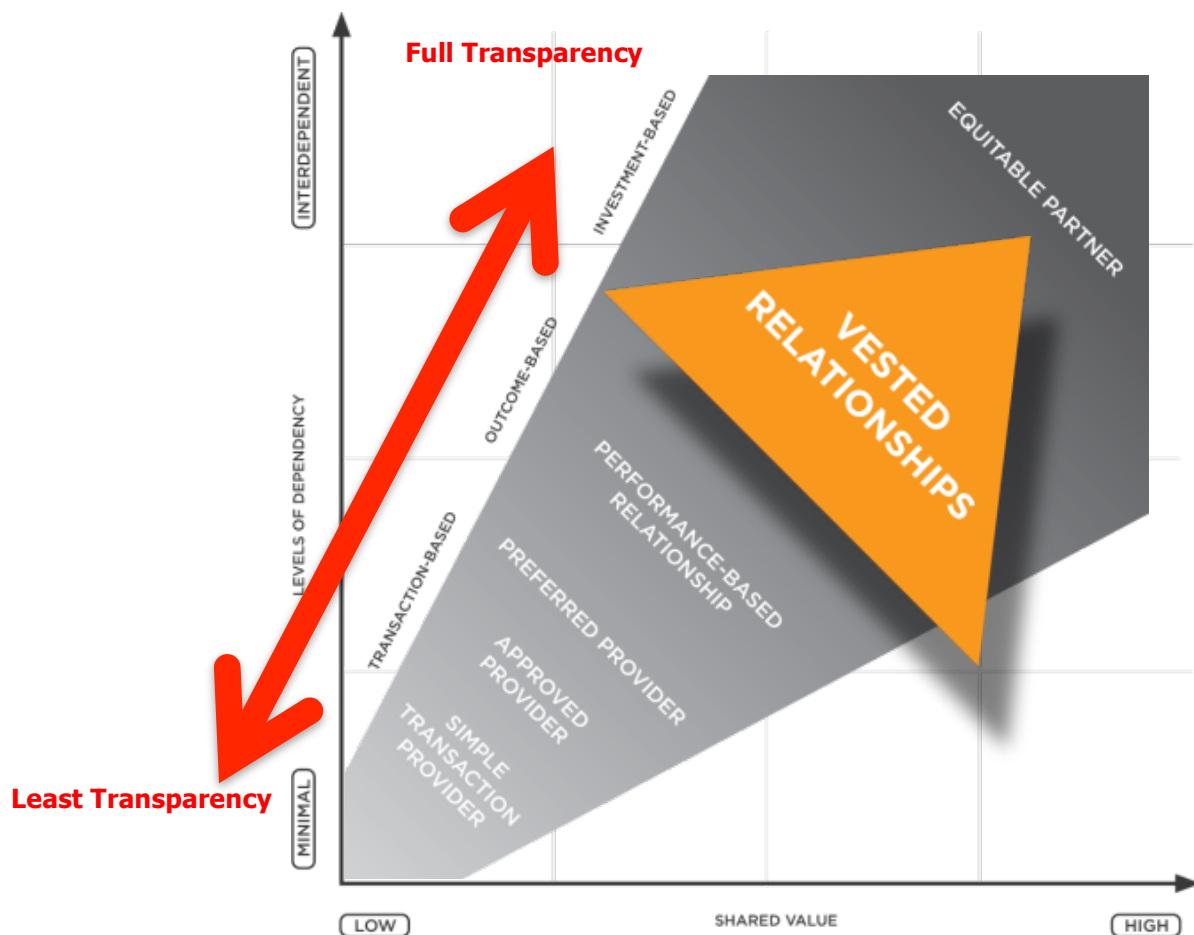 Full Transparency
INTERDEPENDENT
INVESTMENT-BASED
EQUITABLE PARTNER
VESTED
RELATIONSHIPS
OUTCOME-BASED
LEVELS OF DEPENDENCY
PERFORMANCE-BASED
RELATIONSHIP
TRANSACTION-BASED
PREFERRED PROVIDER
APPROVED
PROVIDER
SIMPLE
TRANSACTION
PROVIDER
Least Transparency
MINIMAL
LOW
SHARED VALUE
HIGH